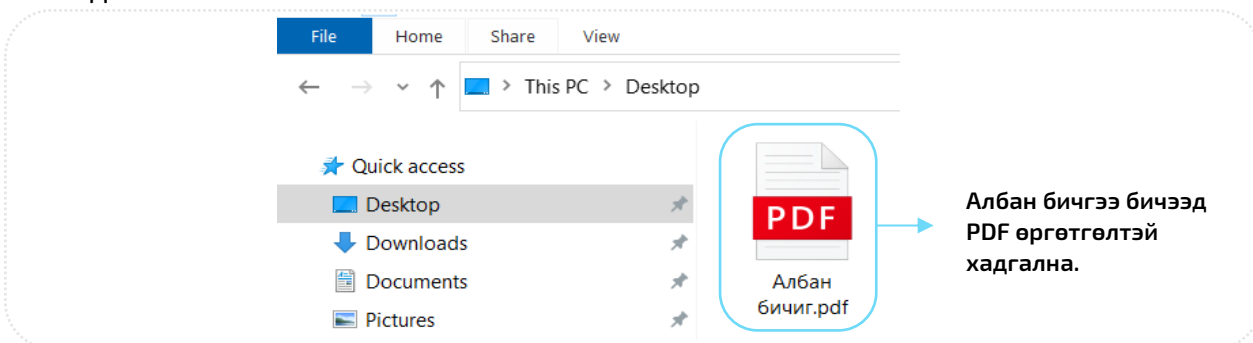 File Home Share View
This PC > Desktop
Quick access
Desktop
Downloads
Documents
Pictures
PDF
Албан
бичиг.pdf
Албан бичгээ бичээд
PDF өргөтгөлтэй
хадгална.